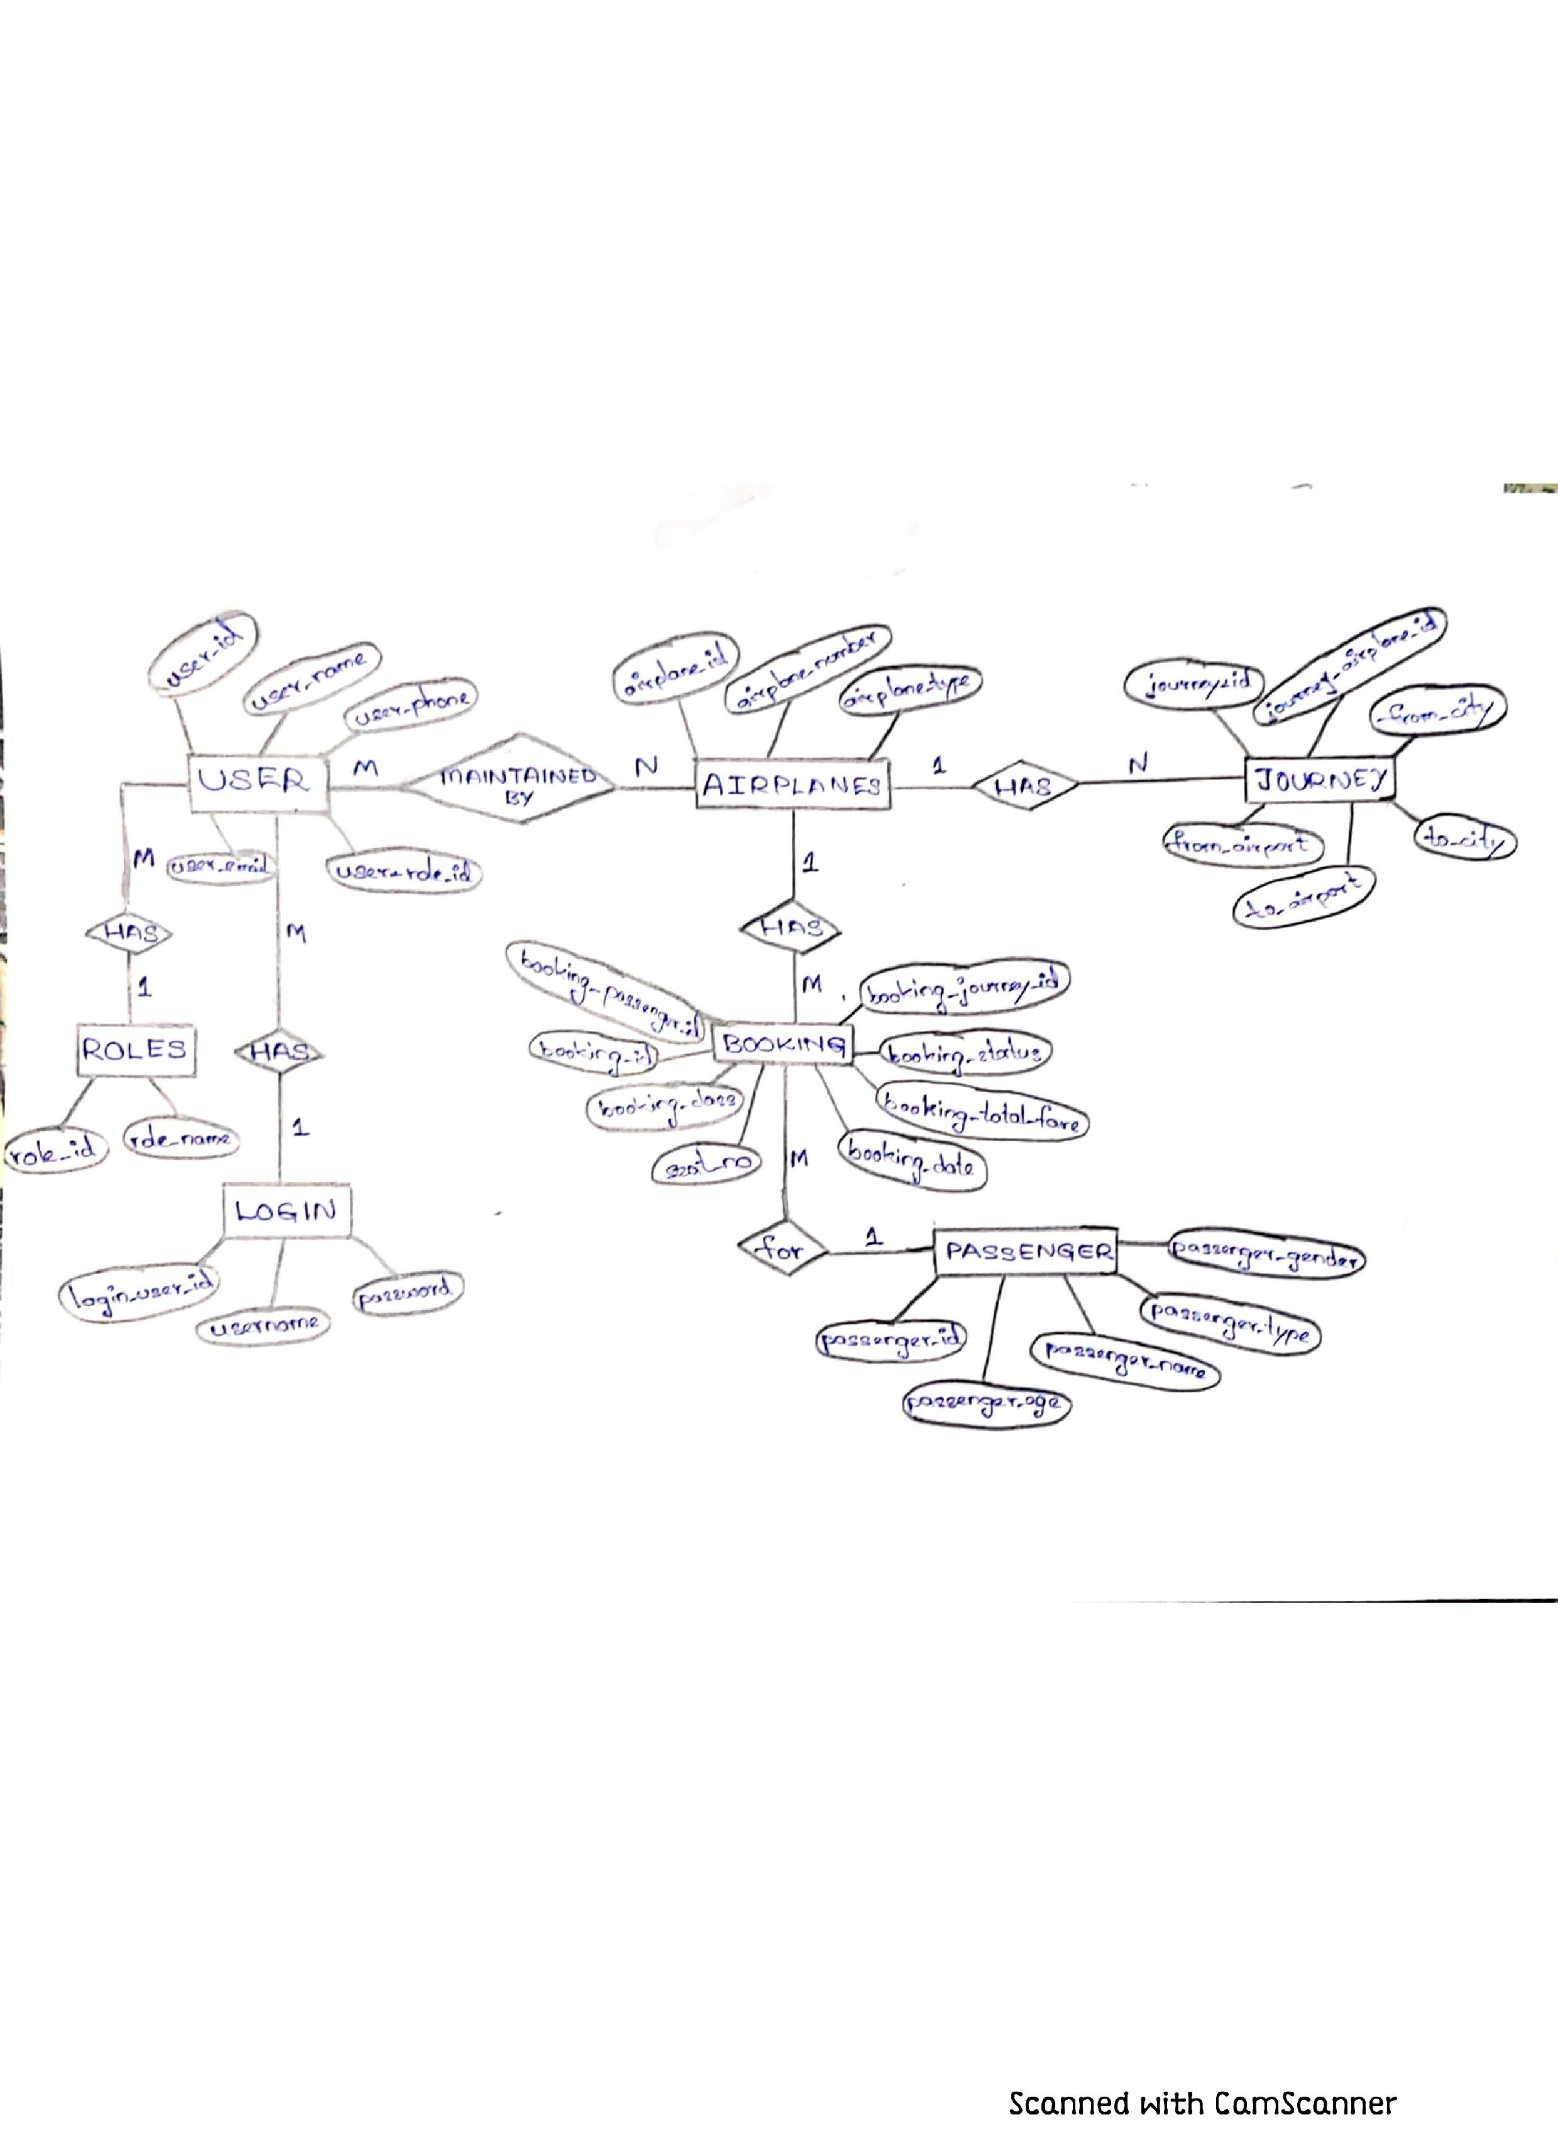 user_id
user_name
user_phone
airplane_id
airplane_number
airplane_type
journey_id
journey_airplane_id
from_city
USER
M
MAINTAINED
BY
N
AIRPLANES
1
HAS
N
JOURNEY
M
user_email
user_role_id
1
from_airport
to_city
to_airport
HAS
M
HAS
1
M
booking_passenger_id
booking_journey_id
ROLES
HAS
booking_id
BOOKING
booking_status
booking_class
booking_total_fare
role_id
role_name
1
seat_no
M
booking_date
LOGIN
for
1
PASSENGER
passenger_gender
login_user_id
username
password
passenger_id
passenger_type
passenger_name
passenger_age
Scanned with CamScanner